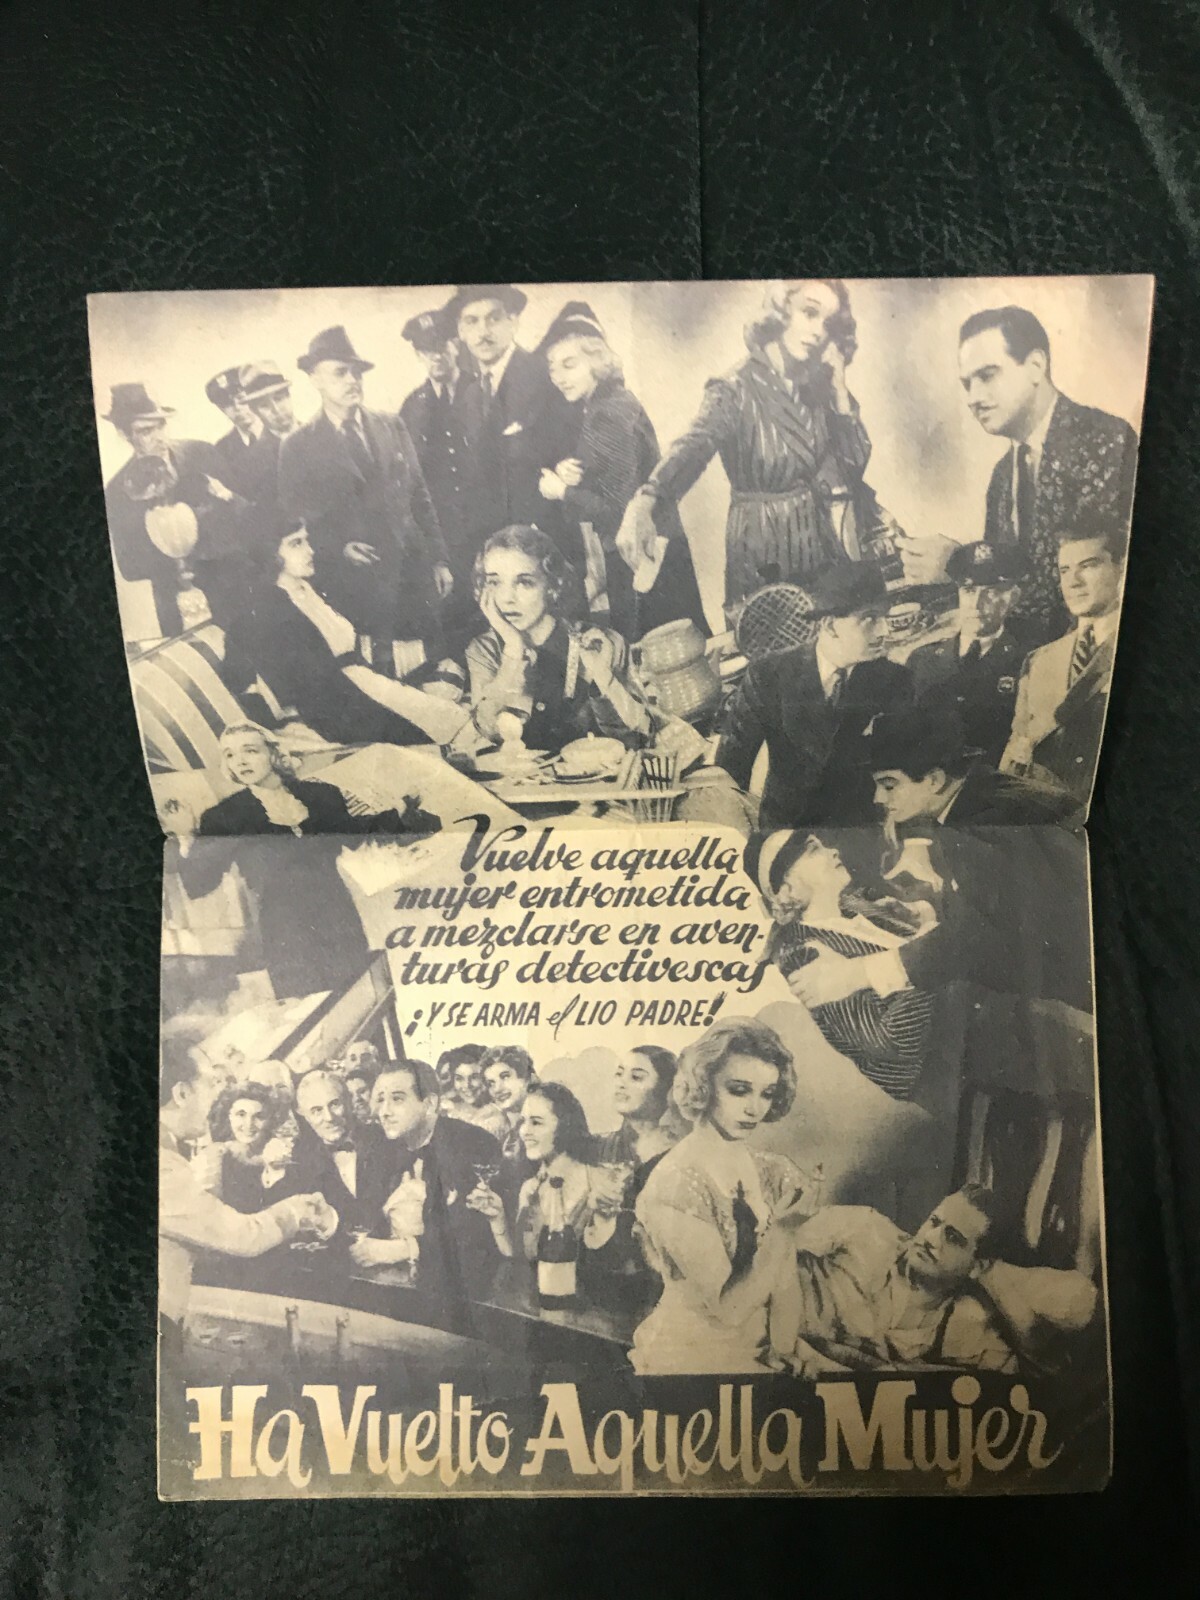 Vuelve aquella
mujer entrometida
a mezclarse en aven-
turas detectivescas
¡Y SE ARMA el LIO PADRE!
Ha Vuelto Aquella Mujer